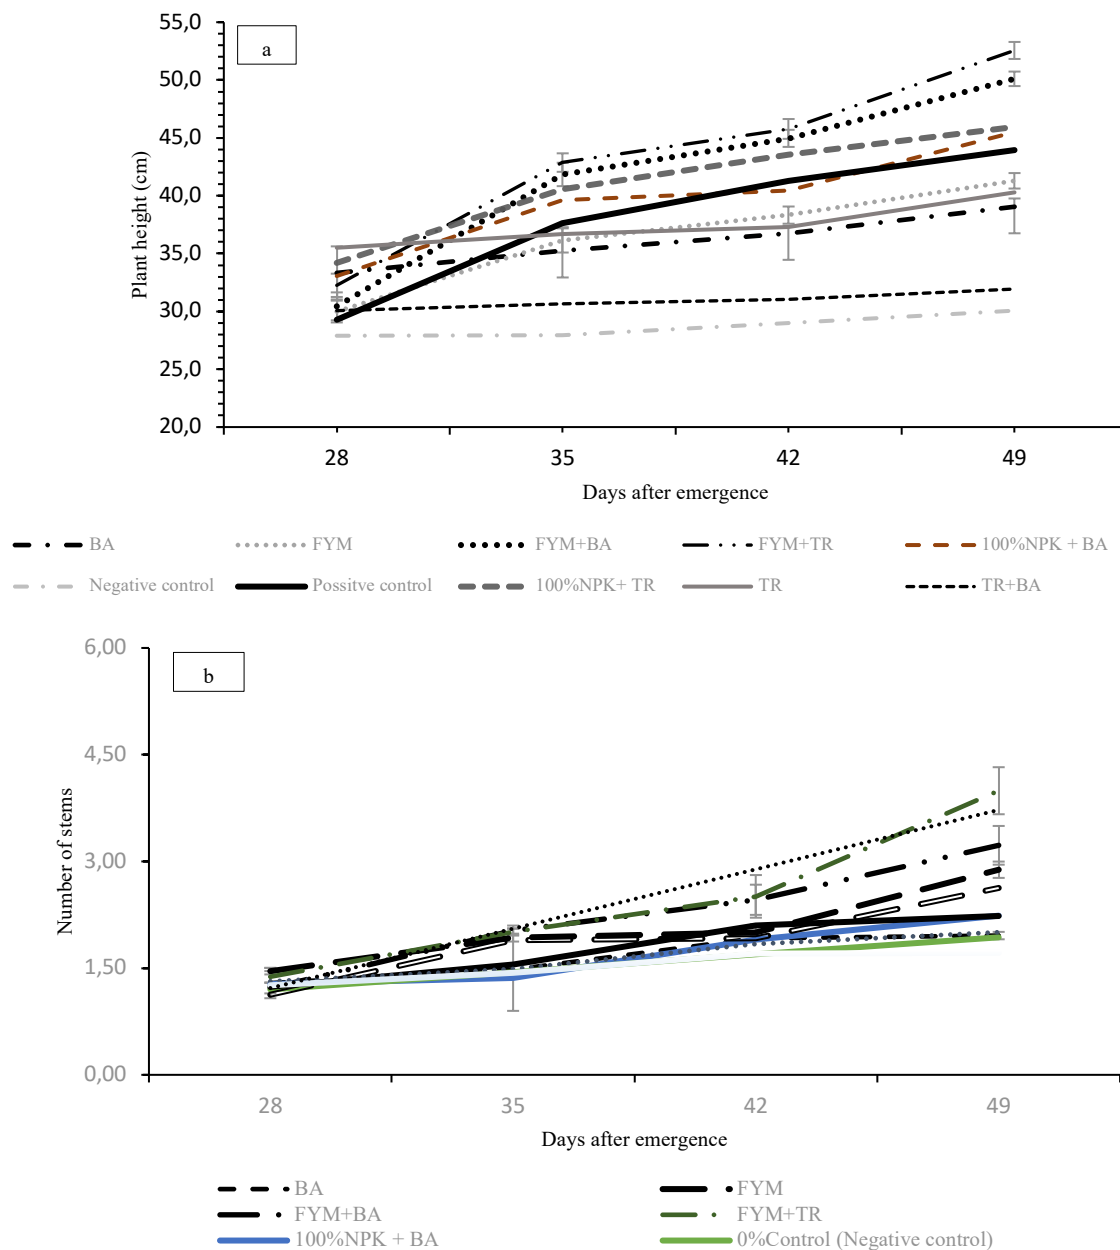 55,0
a
50,0
45,0
40,0
35,0
30,0
25,0
20,0
Plant height (cm)
28 35 42 49
Days after emergence
BA FYM FYM+BA FYM+TR 100%NPK + BA
Negative control Possitve control 100%NPK+ TR TR TR+BA
6,00
b
4,50
3,00
1,50
0,00
Number of stems
28 35 42 49
Days after emergence
BA FYM
FYM+BA FYM+TR
100%NPK + BA 0%Control (Negative control)